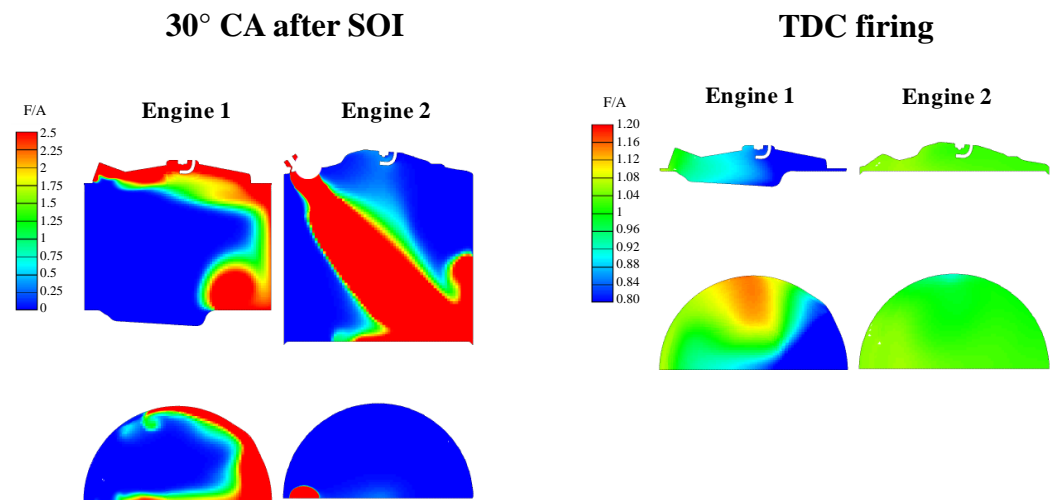 30° CA after SOI
TDC firing
F/A
Engine 1
Engine 2
2.5
2.25
2
1.5
1.75
1.25
1
0.75
0.5
0.25
0
F/A
Engine 1
Engine 2
1.20
1.16
1.12
1.08
1.04
1
0.96
0.92
0.88
0.84
0.80